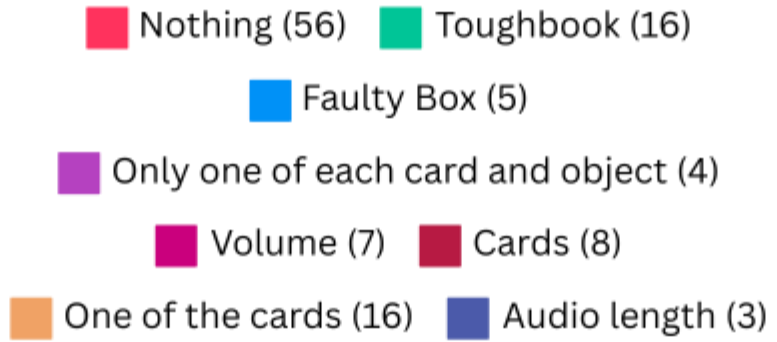 Nothing (56) Toughbook (16)
Faulty Box (5)
Only one of each card and object (4)
Volume (7) Cards (8)
One of the cards (16) Audio length (3)